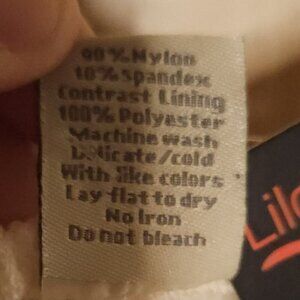 90% Nylon
10% Spandex
Contrast Lining
100% Polyester
Machine wash
Delicate/cold
With like colors
Lay flat to dry
No Iron
Do not bleach